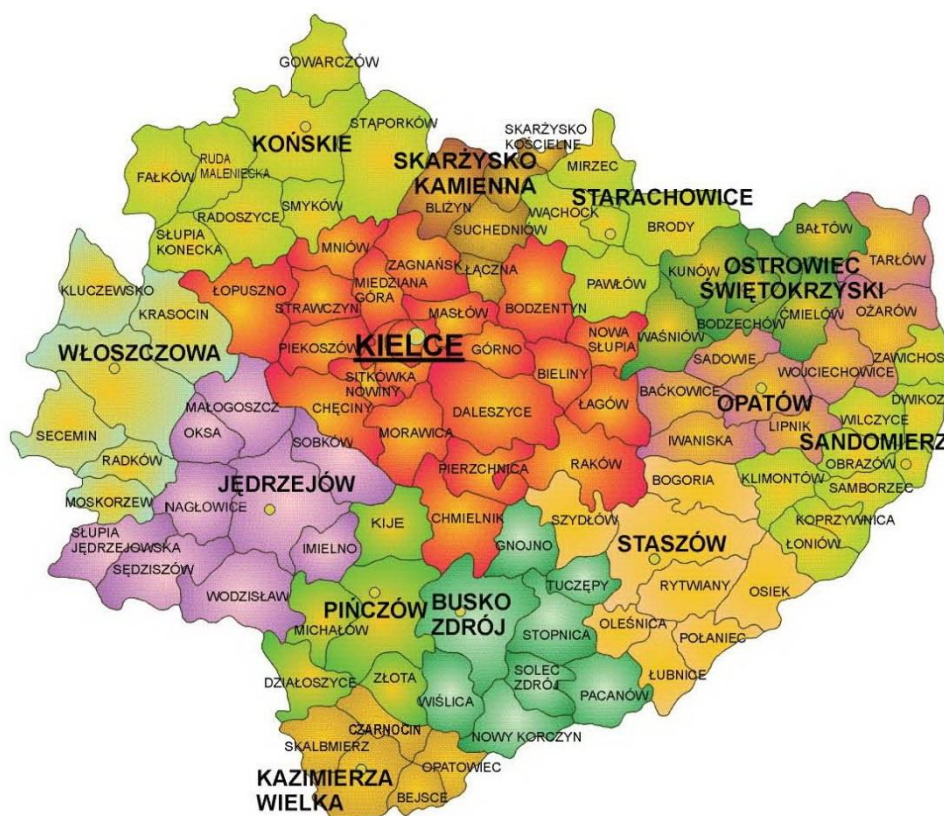 GOWARCZÓW
STĄPORKÓW
KOŃSKIE
SKARŻYSKO
KOŚCIELNE
SKARŻYSKO
KAMIENNA
MIRZEC
RUDA
MALENIECKA
FAŁKÓW
STARACHOWICE
SMYKÓW
BLIŻYN
WĄCHOCK
RADOSZYCE
BRODY
BAŁTÓW
SŁUPIA
KONECKA
SUCHEDNIÓW
MNIÓW
TARŁÓW
ZAGNAŃSK
ŁĄCZNA
KUNÓW
OSTROWIEC
ŚWIĘTOKRZYSKI
KLUCZEWSKO
ŁOPUSZNO
MIEDZIANA
GÓRA
PAWŁÓW
STRAWCZYN
BODZENTYN
OŻARÓW
KRASOCIN
MASŁÓW
ĆMIELÓW
BODZECHÓW
NOWA
SŁUPIA
WAŚNIÓW
WŁOSZCZOWA
PIEKOSZÓW
KIELCE
GÓRNO
SADOWIE
WOJCIECHOWICE
ZAWICHOS
BIELINY
SITKÓWKA
NOWINY
BAĆKOWICE
DWIKOZ
MAŁOGOSZCZ
CHĘCINY
DALESZYCE
ŁAGÓW
OPATÓW
WILCZYCE
LIPNIK
OKSA
SECEMIN
SOBKÓW
MORAWICA
IWANISKA
SANDOMIERZ
RADKÓW
PIERZCHNICA
RAKÓW
OBRAZÓW
JĘDRZEJÓW
BOGORIA
KLIMONTÓW
SAMBORZEC
MOSKORZEW
NAGŁOWICE
KIJE
CHMIELNIK
SZYDŁÓW
KOPRZYWNICA
SŁUPIA
JĘDRZEJOWSKA
IMIELNO
GNOJNO
STASZÓW
ŁONIÓW
SĘDZISZÓW
TUCZĘPY
RYTWIANY
OSIEK
WODZISŁAW
PIŃCZÓW
BUSKO
ZDRÓJ
OLEŚNICA
MICHAŁÓW
STOPNICA
POŁANIEC
DZIAŁOSZYCE
ZŁOTA
SOLEC
ZDRÓJ
ŁUBNICE
WIŚLICA
PACANÓW
CZARNOCIN
NOWY KORCZYN
SKALBMIERZ
OPATOWIEC
KAZIMIERZA
WIELKA
BEJSCE